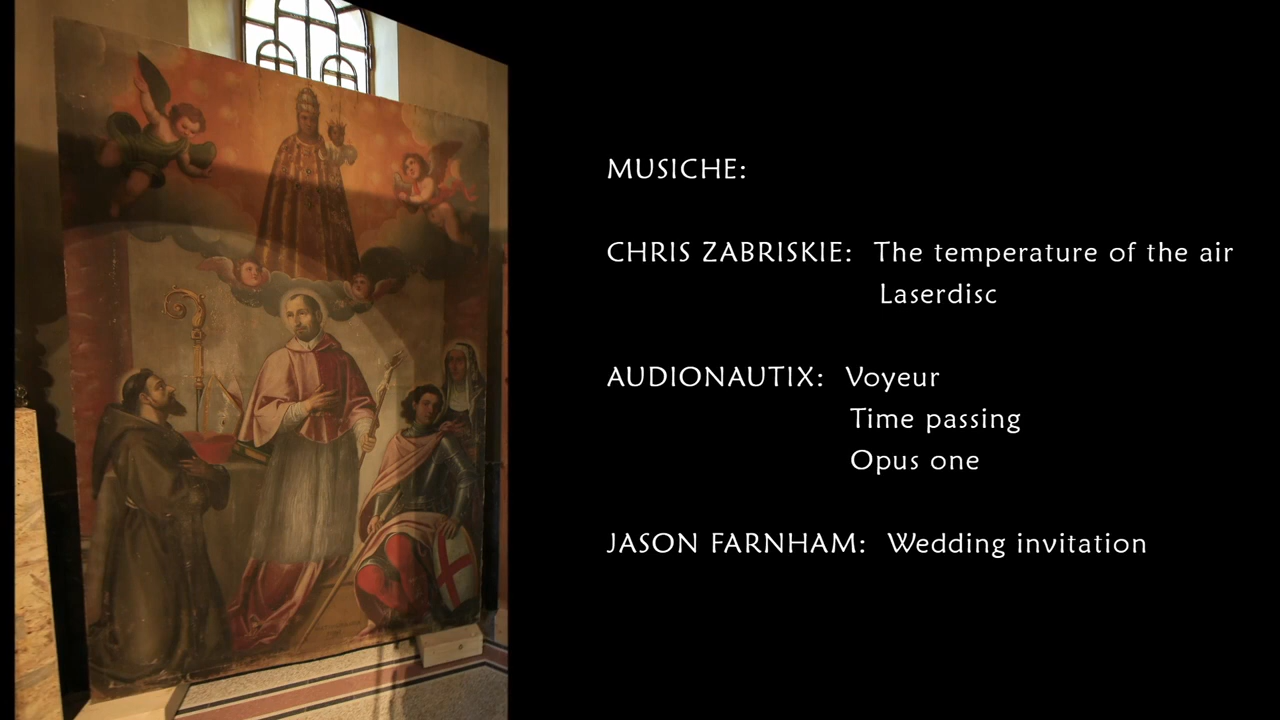 MUSICHE:
CHRIS ZABRISKIE: The temperature of the air
Laserdisc
AUDIONAUTIX: Voyeur
Time passing
Opus one
JASON FARNHAM: Wedding invitation